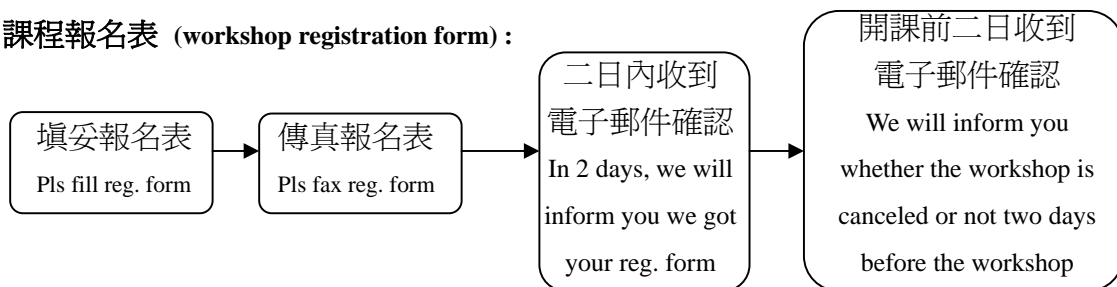 課程報名表 (workshop registration form) :
填妥報名表
Pls fill reg. form
傳真報名表
Pls fax reg. form
二日內收到
電子郵件確認
In 2 days, we will
inform you we got
your reg. form
開課前二日收到
電子郵件確認
We will inform you
whether the workshop is
canceled or not two days
before the workshop